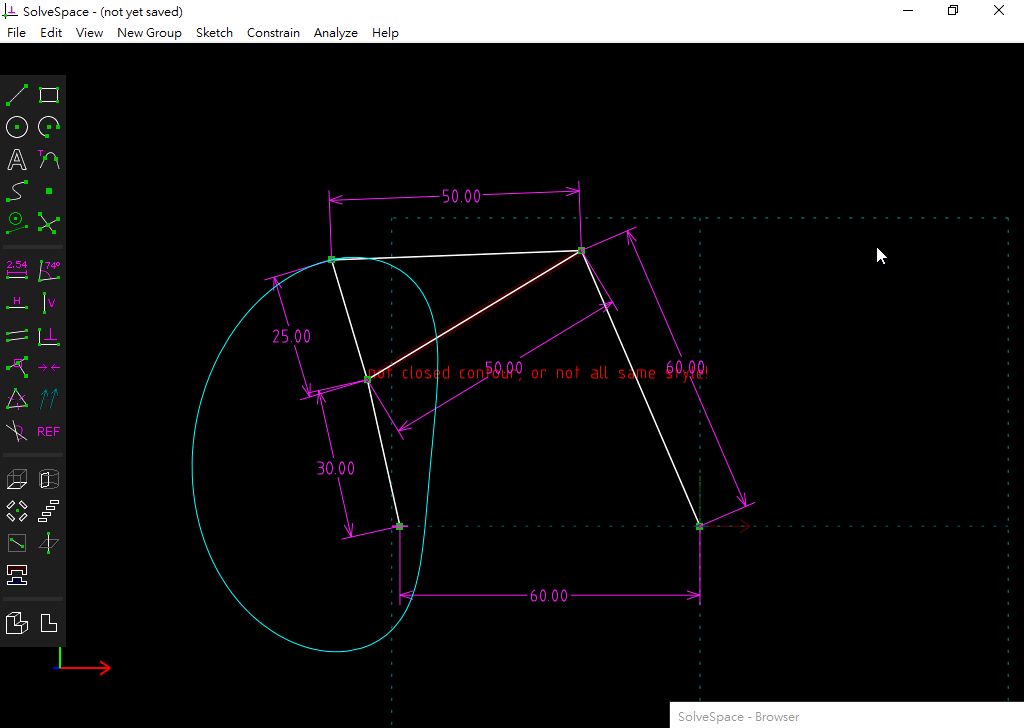 SolveSpace - (not yet saved)
File Edit View New Group Sketch Constrain Analyze Help
A T
2.54 74°
H V
REF
50.00
25.00
50.00
60.00
not closed contour, or not all same style!
30.00
60.00
SolveSpace - Browser